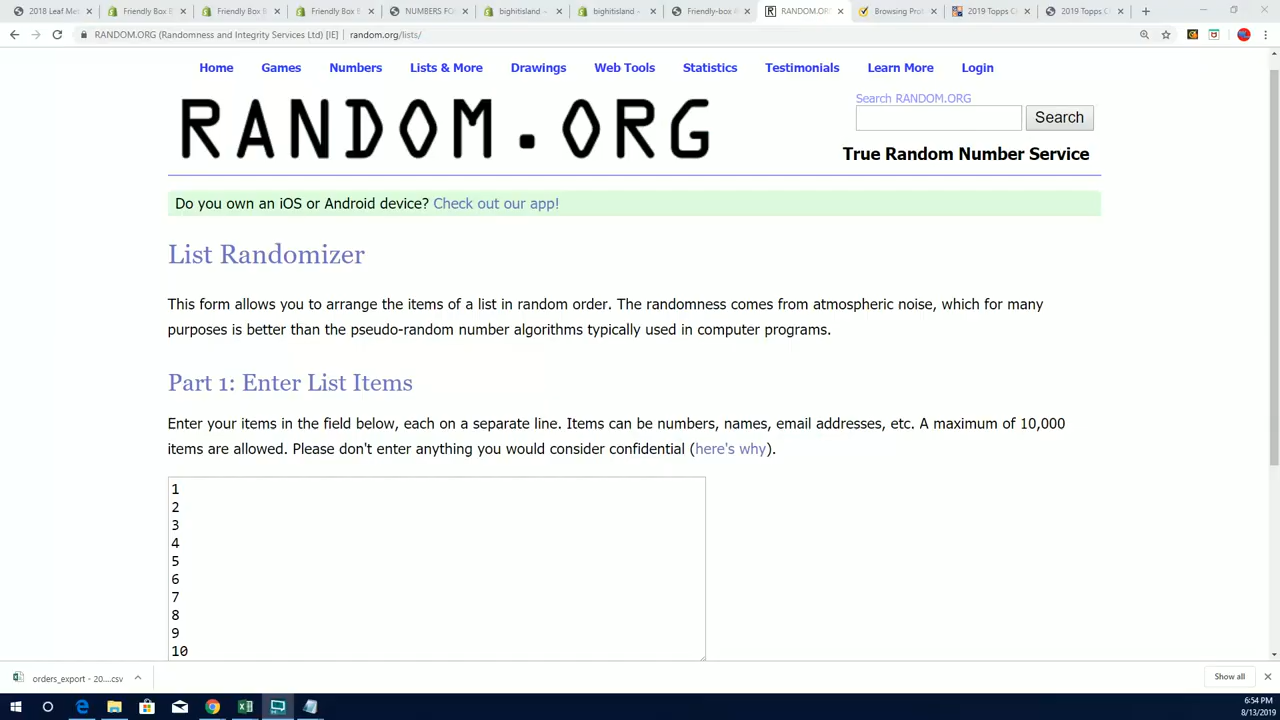 2018 Leaf Met
Friendly Box B
Friendly Box B
Friendly Box B
NUMBERS FO
bighitisland -
bighitisland -
Friendly-box A
RANDOM.OR
Browsing Prot
2019 Topps C
2019 Topps C
RANDOM.ORG (Randomness and Integrity Services Ltd) [IE] | random.org/lists/
Home Games Numbers Lists & More Drawings Web Tools Statistics Testimonials Learn More Login
RANDOM.ORG
Search RANDOM.ORG
Search
True Random Number Service
Do you own an iOS or Android device? Check out our app!
List Randomizer
This form allows you to arrange the items of a list in random order. The randomness comes from atmospheric noise, which for many
purposes is better than the pseudo-random number algorithms typically used in computer programs.
Part 1: Enter List Items
Enter your items in the field below, each on a separate line. Items can be numbers, names, email addresses, etc. A maximum of 10,000
items are allowed. Please don't enter anything you would consider confidential (here's why).
1
2
3
4
5
6
7
8
9
10
orders_export - 20....csv
Show all
6:54 PM
8/13/2019